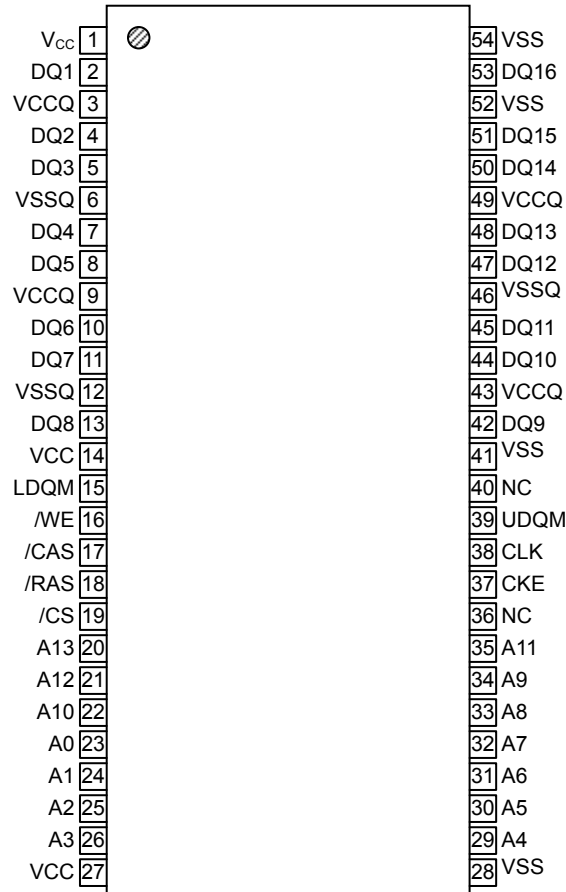 VCC 1 54 VSS
DQ1 2 53 DQ16
VCCQ 3 52 VSS
DQ2 4 51 DQ15
DQ3 5 50 DQ14
VSSQ 6 49 VCCQ
DQ4 7 48 DQ13
DQ5 8 47 DQ12
VCCQ 9 46 VSSQ
DQ6 10 45 DQ11
DQ7 11 44 DQ10
VSSQ 12 43 VCCQ
DQ8 13 42 DQ9
VCC 14 41 VSS
LDQM 15 40 NC
/WE 16 39 UDQM
/CAS 17 38 CLK
/RAS 18 37 CKE
/CS 19 36 NC
A13 20 35 A11
A12 21 34 A9
A10 22 33 A8
A0 23 32 A7
A1 24 31 A6
A2 25 30 A5
A3 26 29 A4
VCC 27 28 VSS